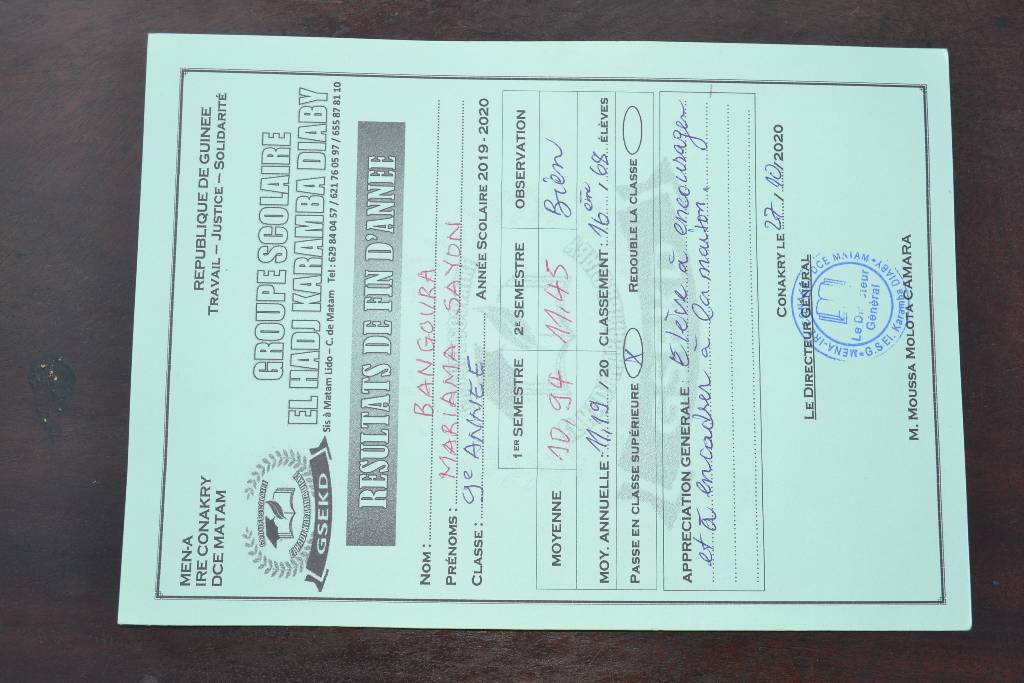 MEN-A
IRE CONAKRY
DCE MATAM
REPUBLIQUE DE GUINEE
TRAVAIL – JUSTICE – SOLIDARITÉ
GSEKD
GROUPE SCOLAIRE
EL HADJ KARAMBA DIABY
Sis à Matam Lido – C. de Matam Tel : 629 84 04 57 / 621 76 05 97 / 655 87 81 10
RESULTATS DE FIN D'ANNEE
NOM : BANGOURA
PRÉNOMS : MARIAMA SAYON
CLASSE : 9e ANNEE ANNÉE SCOLAIRE 2019 - 2020
1ER SEMESTRE 2E SEMESTRE OBSERVATION
MOYENNE 10,94 11,45 Bien
MOY. ANNUELLE : 11,19 / 20 CLASSEMENT : 16èm / 68 ÉLÈVES
PASSE EN CLASSE SUPÉRIEURE X REDOUBLE LA CLASSE
APPRECIATION GENERALE : Elève à encourager
et à encadrer à la maison.
CONAKRY LE 27 / 10 / 2020
LE DIRECTEUR GÉNÉRAL
DCE MATAM
Général
M. MOUSSA MOLOTA CAMARA